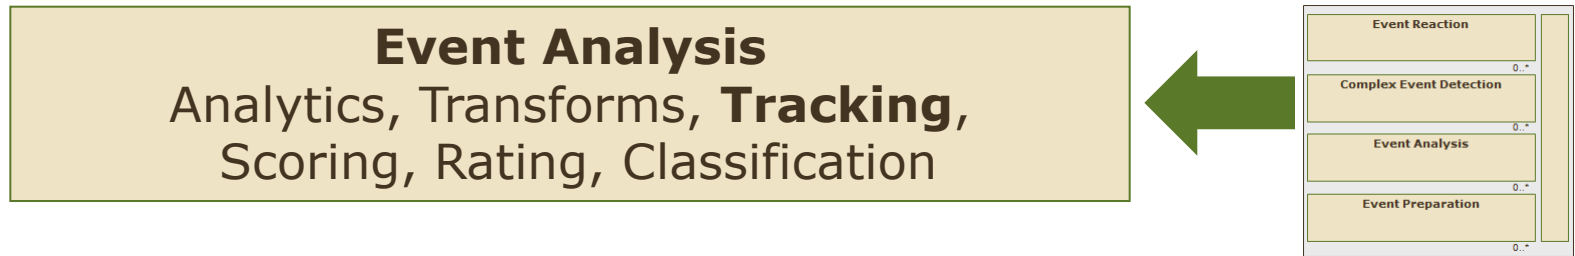 Event Analysis
Analytics, Transforms, Tracking,
Scoring, Rating, Classification
Event Reaction
0..*
Complex Event Detection
0..*
Event Analysis
0..*
Event Preparation
0..*